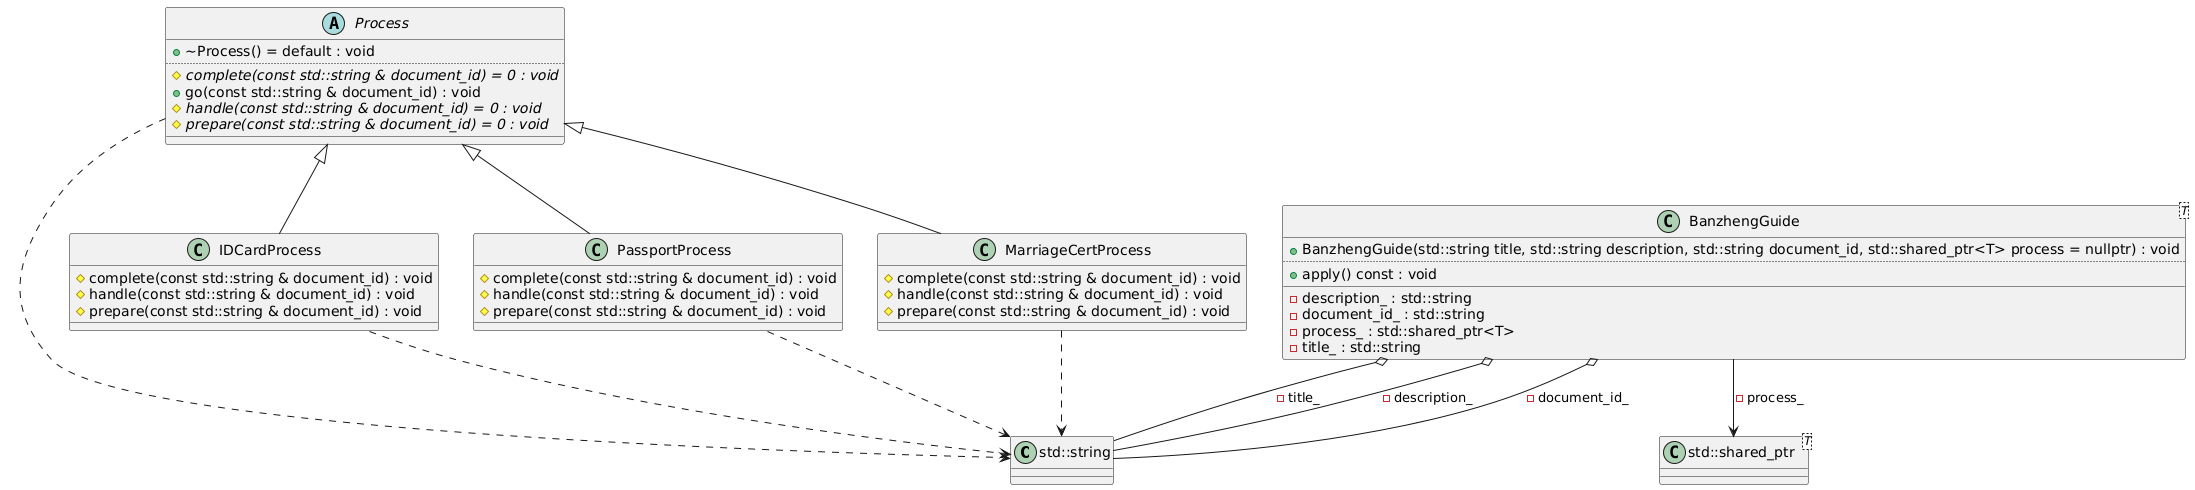 A Process
~Process() = default : void
complete(const std::string & document_id) = 0 : void
go(const std::string & document_id) : void
handle(const std::string & document_id) = 0 : void
prepare(const std::string & document_id) = 0 : void
C IDCardProcess
complete(const std::string & document_id) : void
handle(const std::string & document_id) : void
prepare(const std::string & document_id) : void
C PassportProcess
complete(const std::string & document_id) : void
handle(const std::string & document_id) : void
prepare(const std::string & document_id) : void
C MarriageCertProcess
complete(const std::string & document_id) : void
handle(const std::string & document_id) : void
prepare(const std::string & document_id) : void
C BanzhengGuide T
BanzhengGuide(std::string title, std::string description, std::string document_id, std::shared_ptr<T> process = nullptr) : void
apply() const : void
description_ : std::string
document_id_ : std::string
process_ : std::shared_ptr<T>
title_ : std::string
title_
description_
document_id_
process_
C std::string
C std::shared_ptr T